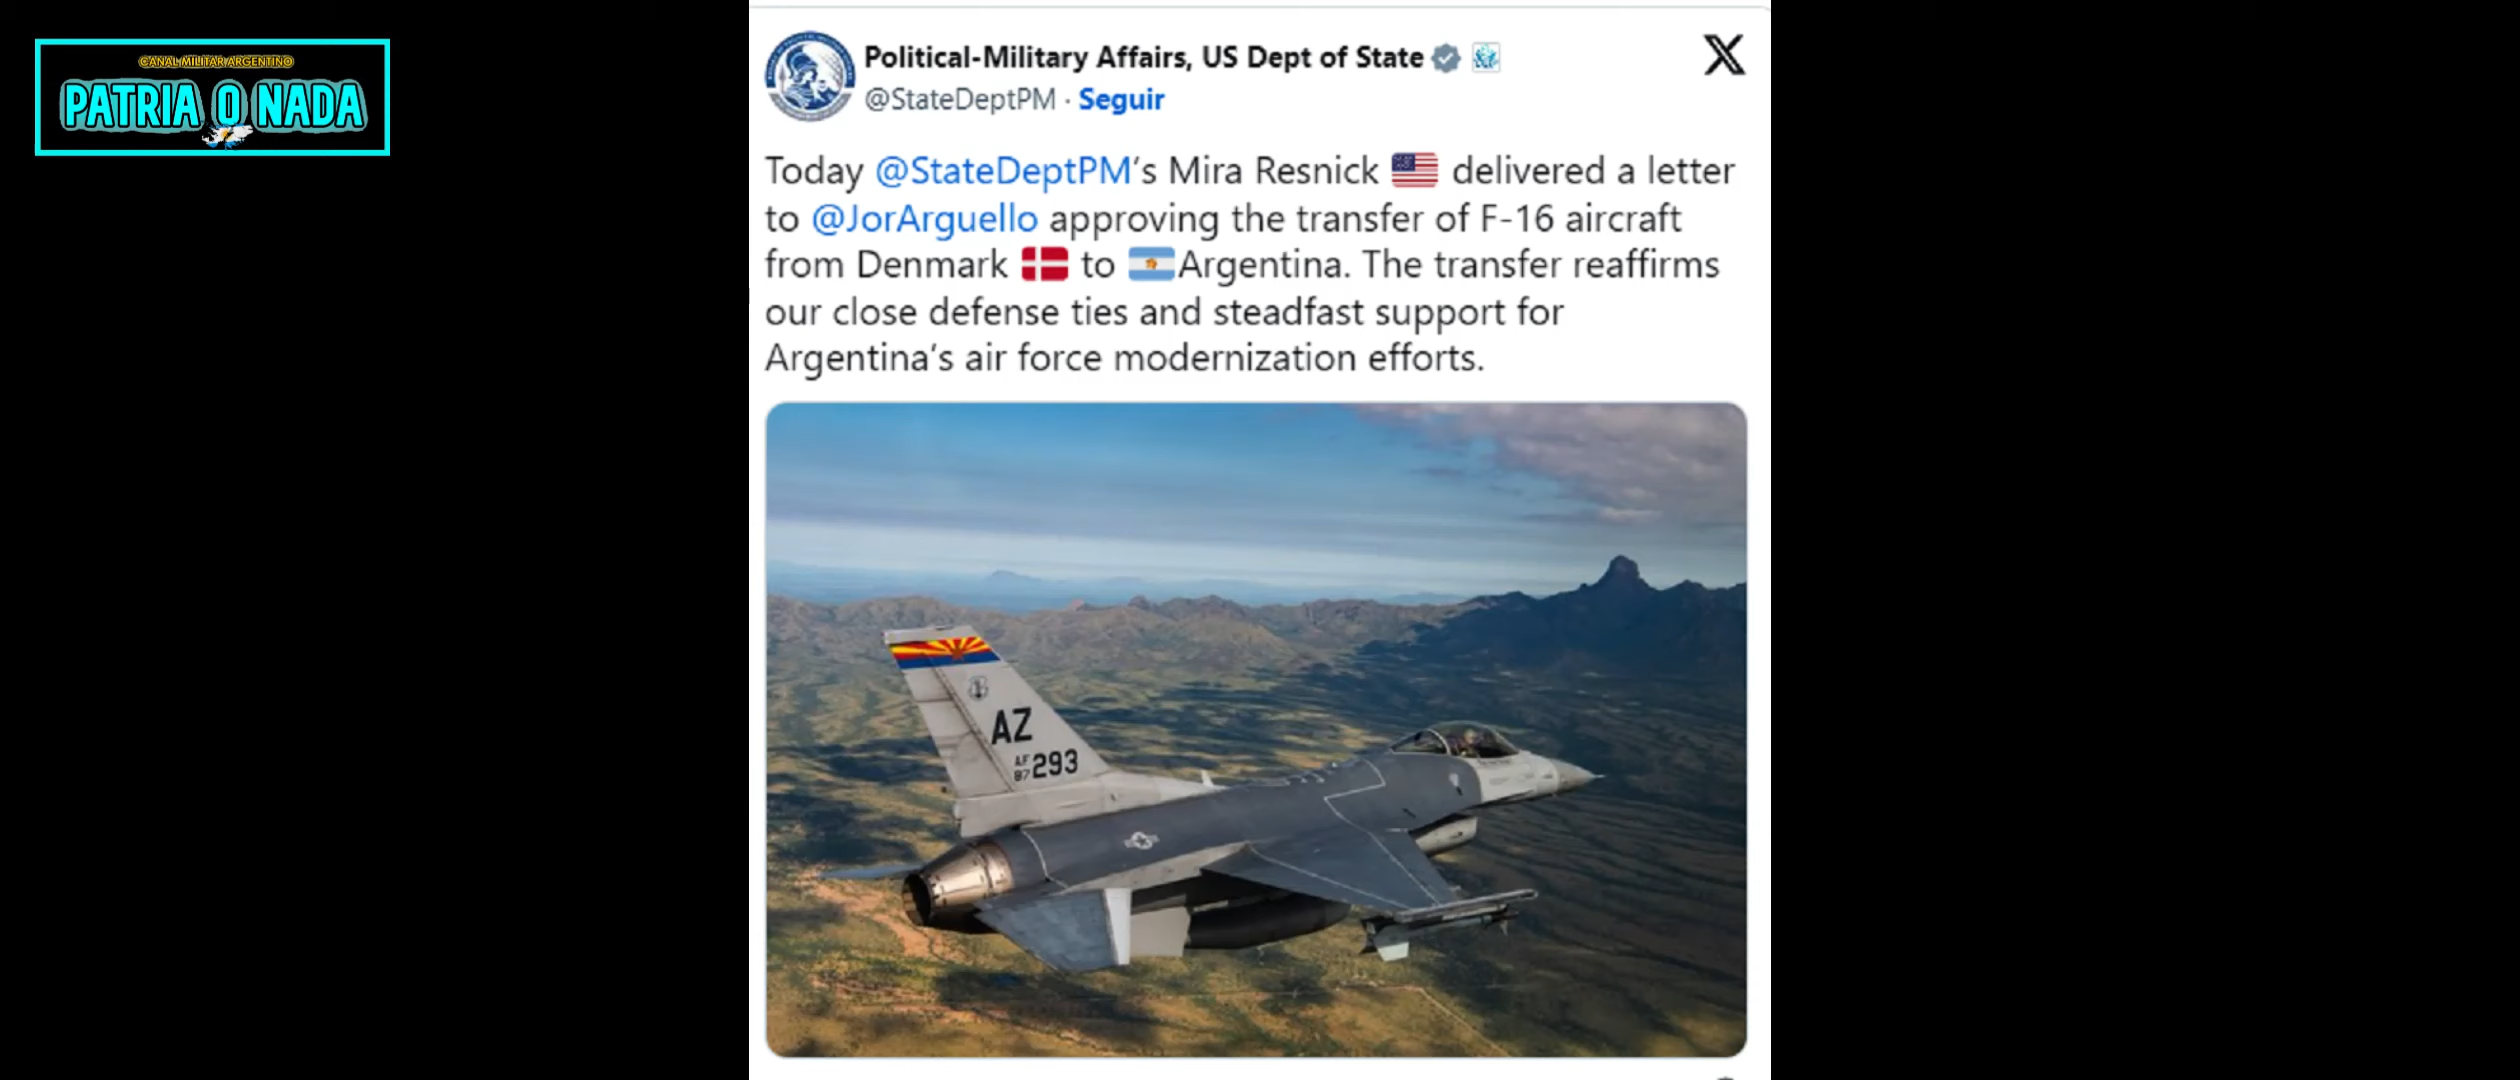 CANAL MILITAR ARGENTINO
PATRIA O NADA
Political-Military Affairs, US Dept of State
@StateDeptPM · Seguir
Today @StateDeptPM’s Mira Resnick 🇺🇸 delivered a letter
to @JorArguello approving the transfer of F-16 aircraft
from Denmark 🇩🇰 to 🇦🇷Argentina. The transfer reaffirms
our close defense ties and steadfast support for
Argentina’s air force modernization efforts.
AZ
AF
87 293